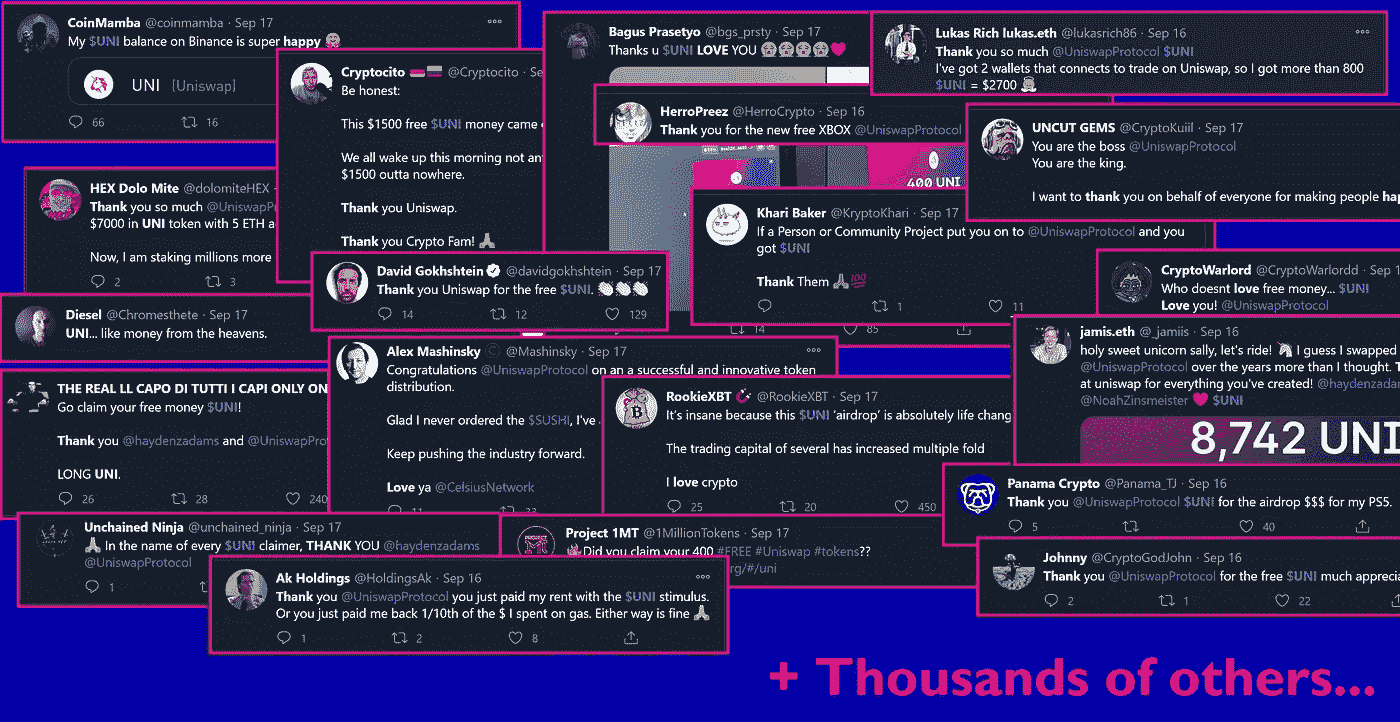 CoinMamba @coinmamba · Sep 17
My $UNI balance on Binance is super happy
UNI (Uniswap)
66 16
Cryptocito @Cryptocito · Se
Be honest:
This $1500 free $UNI money came
We all wake up this morning not an
$1500 outta nowhere.
Thank you Uniswap.
Thank you Crypto Fam!
Bagus Prasetyo @bgs_prsty · Sep 17
Thanks u $UNI LOVE YOU
Lukas Rich lukas.eth @lukasrich86 · Sep 16
Thank you so much @UniswapProtocol $UNI
I've got 2 wallets that connects to trade on Uniswap, so I got more than 800
$UNI = $2700
HerroPreez @HerroCrypto · Sep 16
Thank you for the new free XBOX @UniswapProtocol
400 UNI
UNCUT GEMS @CryptoKuiil · Sep 17
You are the boss @UniswapProtocol
You are the king.
I want to thank you on behalf of everyone for making people hap
HEX Dolo Mite @dolomiteHEX ·
Thank you so much @UniswapPr
$7000 in UNI token with 5 ETH a
Now, I am staking millions more
2 3
Khari Baker @KryptoKhari · Sep 17
If a Person or Community Project put you on to @UniswapProtocol and you
got $UNI
Thank Them 💯
1 11
14 85
David Gokhshtein @davidgokhshtein · Sep 17
Thank you Uniswap for the free $UNI.
14 12 129
CryptoWarlord @CryptoWarlordd · Sep 1
Who doesnt love free money... $UNI
Love you! @UniswapProtocol
Diesel @Chromesthete · Sep 17
UNI... like money from the heavens.
jamis.eth @_jamiis · Sep 16
holy sweet unicorn sally, let's ride! I guess I swapped
@UniswapProtocol over the years more than I thought. T
at uniswap for everything you've created! @haydenzadam
@NoahZinsmeister $UNI
8,742 UNI
Alex Mashinsky @Mashinsky · Sep 17
Congratulations @UniswapProtocol on an a successful and innovative token
distribution.
Glad I never ordered the $SUSHI, I've
Keep pushing the industry forward.
Love ya @CelsiusNetwork
11 23
THE REAL LL CAPO DI TUTTI I CAPI ONLY ON
Go claim your free money $UNI!
Thank you @haydenzadams and @UniswapPro
LONG UNI.
26 28 240
RookieXBT @RookieXBT · Sep 17
It's insane because this $UNI 'airdrop' is absolutely life chang
The trading capital of several has increased multiple fold
I love crypto
25 20 450
Panama Crypto @Panama_TJ · Sep 16
Thank you @UniswapProtocol $UNI for the airdrop $$$ for my PS5.
5 40
Unchained Ninja @unchained_ninja · Sep 17
In the name of every $UNI claimer, THANK YOU @haydenzadams
@UniswapProtocol
1
PROJECT
Project 1MT @1MillionTokens · Sep 17
Did you claim your 400 #FREE #Uniswap #tokens??
rg/#/uni
Johnny @CryptoGodJohn · Sep 16
Thank you @UniswapProtocol for the free $UNI much apprecia
2 1 22
Ak Holdings @HoldingsAk · Sep 16
Thank you @UniswapProtocol you just paid my rent with the $UNI stimulus.
Or you just paid me back 1/10th of the $ I spent on gas. Either way is fine
1 2 8
+ Thousands of others...